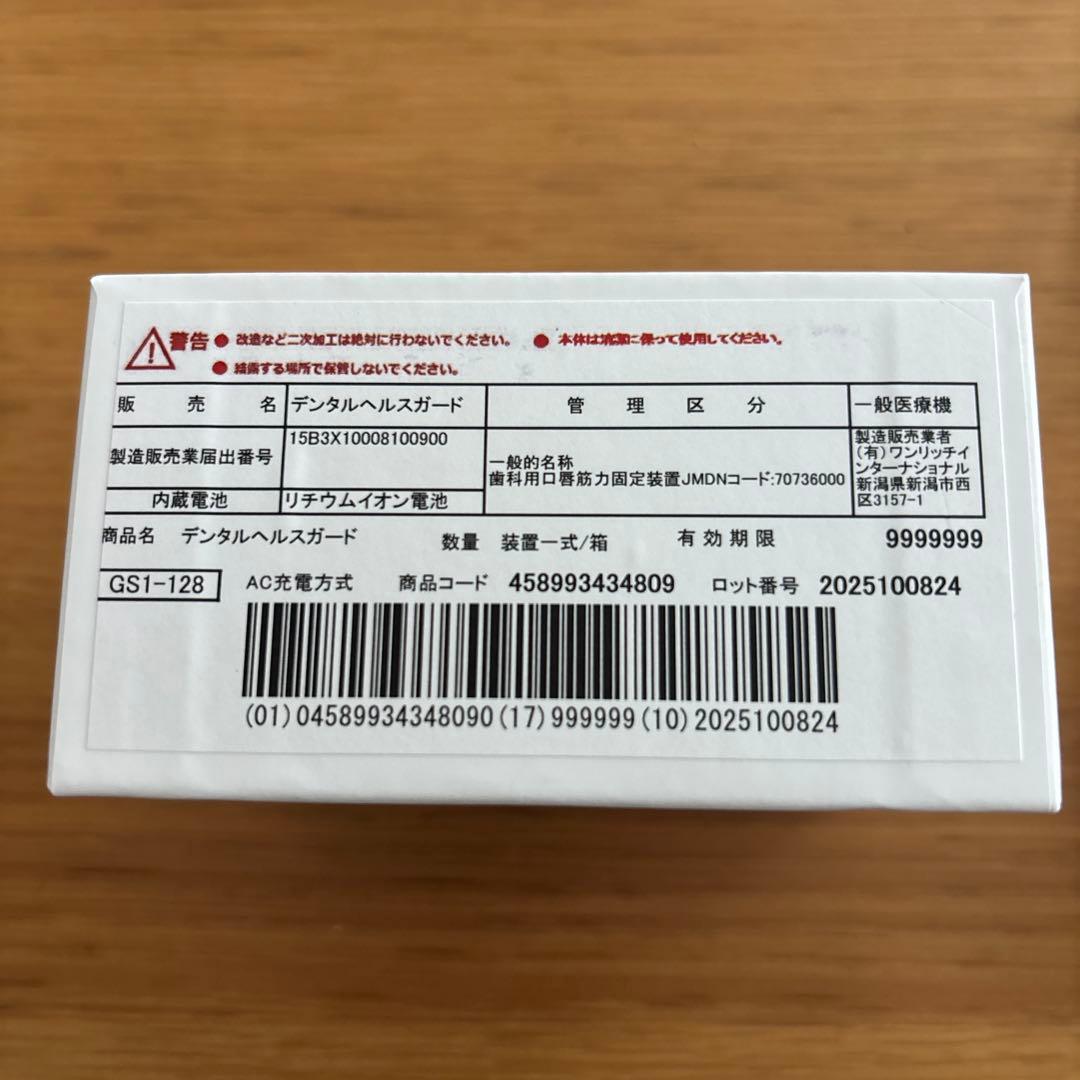 警告 ● 改造など二次加工は絶対に行わないでください。 ● 本体は清潔に保って使用してください。
● 結露する場所で保管しないでください。
販売名 デンタルヘルスガード 管理区分 一般医療機
製造販売業届出番号 15B3X10008100900
一般的名称
歯科用口唇筋力固定装置JMDNコード:70736000
製造販売業者
(有)ワンリッチイ
ンターナショナル
新潟県新潟市西
区3157-1
内蔵電池 リチウムイオン電池
商品名 デンタルヘルスガード 数量 装置一式/箱 有効期限 9999999
GS1-128 AC充電方式 商品コード 458993434809 ロット番号 2025100824
(01)04589934348090(17)999999(10)2025100824